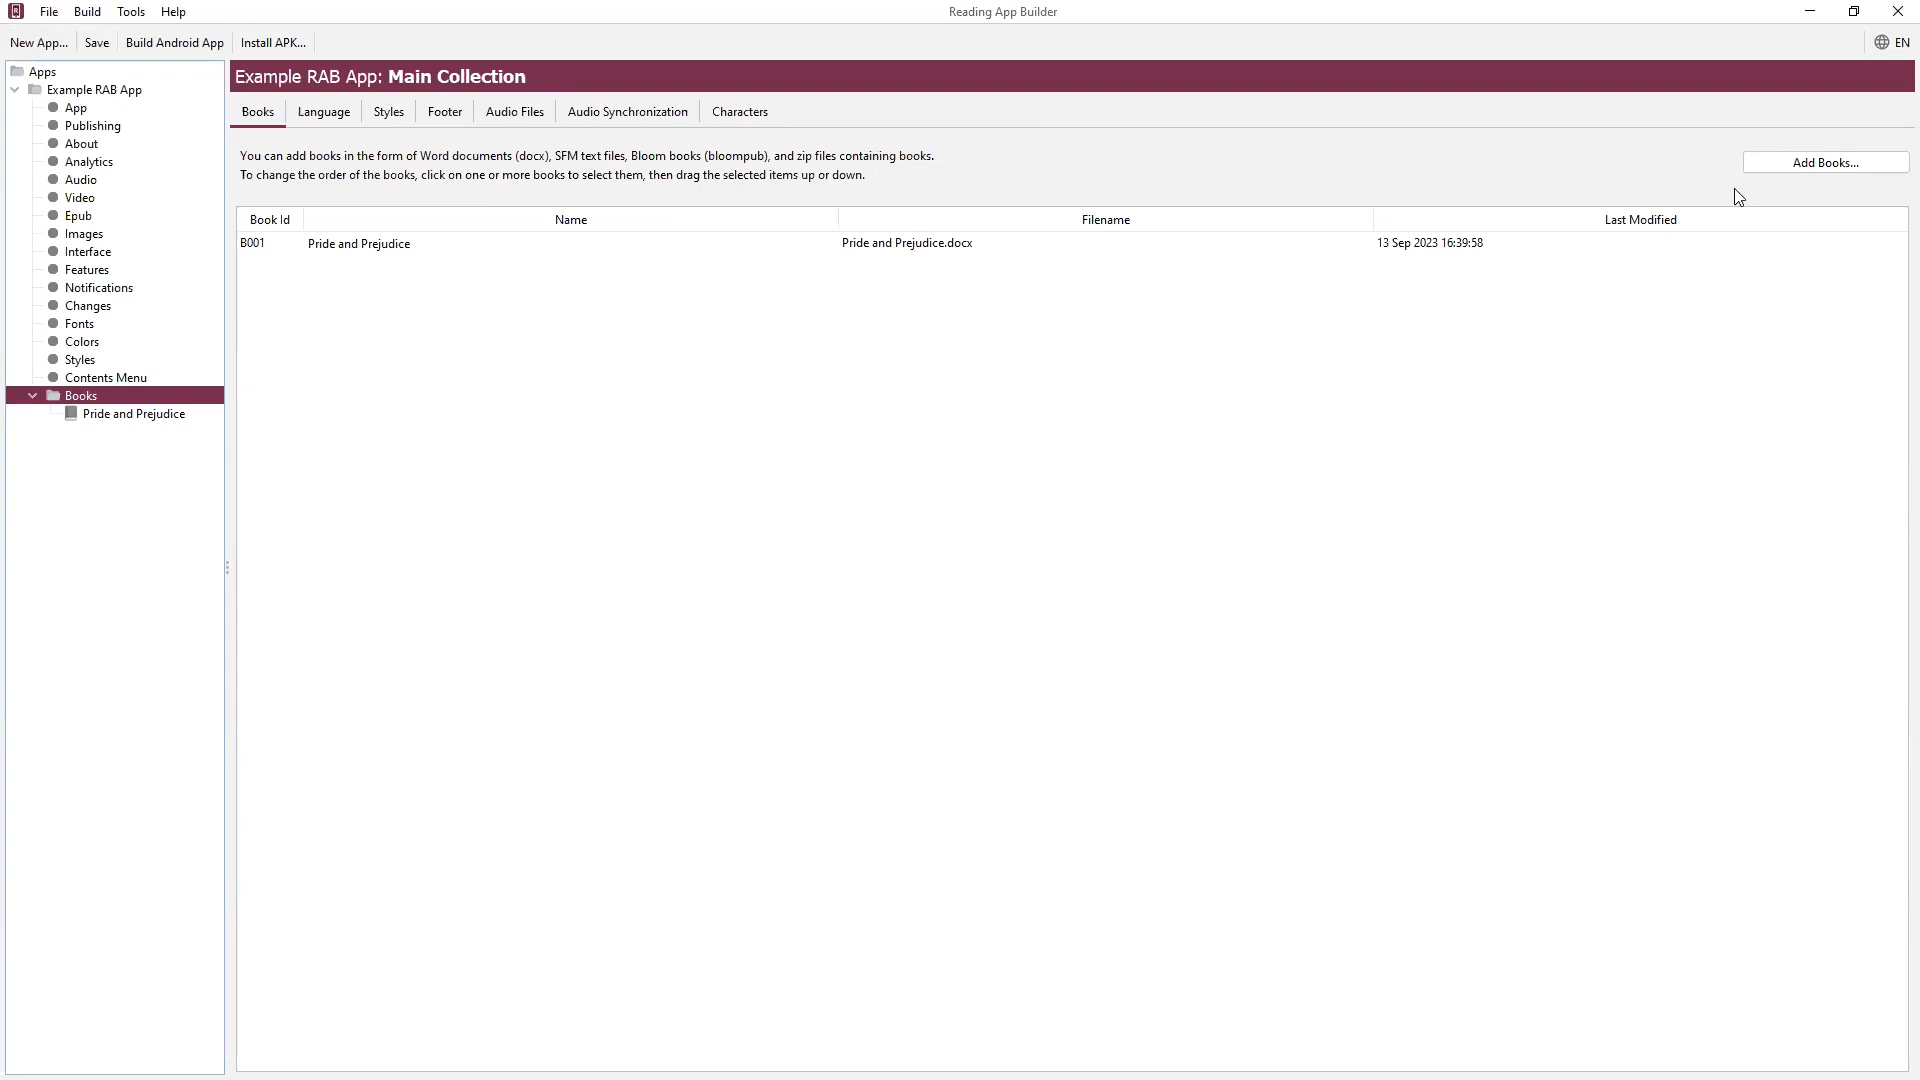 File Build Tools Help Reading App Builder
New App... Save Build Android App Install APK... EN
Apps
Example RAB App
App
Publishing
About
Analytics
Audio
Video
Epub
Images
Interface
Features
Notifications
Changes
Fonts
Colors
Styles
Contents Menu
Books
Pride and Prejudice
Example RAB App: Main Collection
Books Language Styles Footer Audio Files Audio Synchronization Characters
You can add books in the form of Word documents (docx), SFM text files, Bloom books (bloompub), and zip files containing books.
To change the order of the books, click on one or more books to select them, then drag the selected items up or down.
Add Books...
Book Id Name Filename Last Modified
B001 Pride and Prejudice Pride and Prejudice.docx 13 Sep 2023 16:39:58